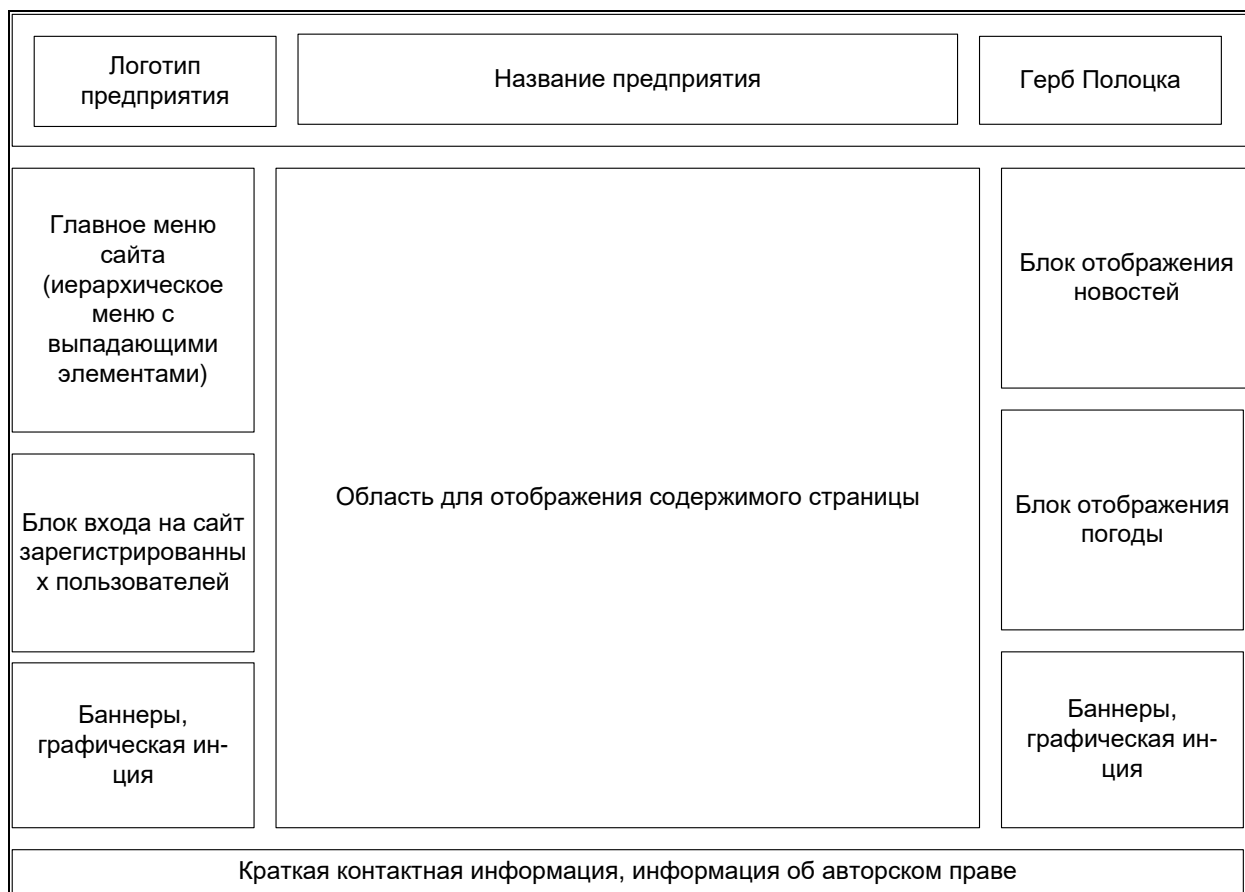 Логотип
предприятия
Название предприятия
Герб Полоцка
Главное меню
сайта
(иерархическое
меню с
выпадающими
элементами)
Блок входа на сайт
зарегистрированны
х пользователей
Баннеры,
графическая ин-
ция
Область для отображения содержимого страницы
Блок отображения
новостей
Блок отображения
погоды
Баннеры,
графическая ин-
ция
Краткая контактная информация, информация об авторском праве